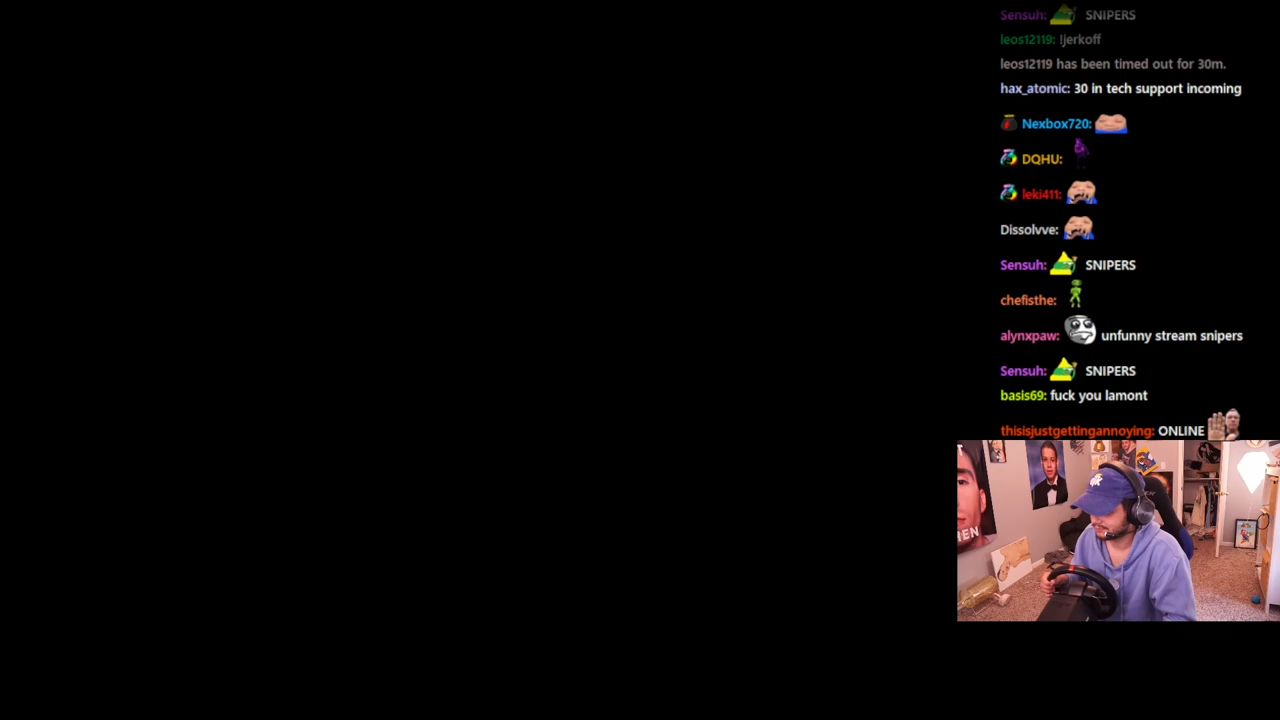 Sensuh: SNIPERS
leos12119: !jerkoff
leos12119 has been timed out for 30m.
hax_atomic: 30 in tech support incoming
Nexbox720:
DQHU:
leki411:
Dissolvve:
Sensuh: SNIPERS
chefisthe:
alynxpaw: unfunny stream snipers
Sensuh: SNIPERS
basis69: fuck you lamont
thisisjustgettingannoying: ONLINE